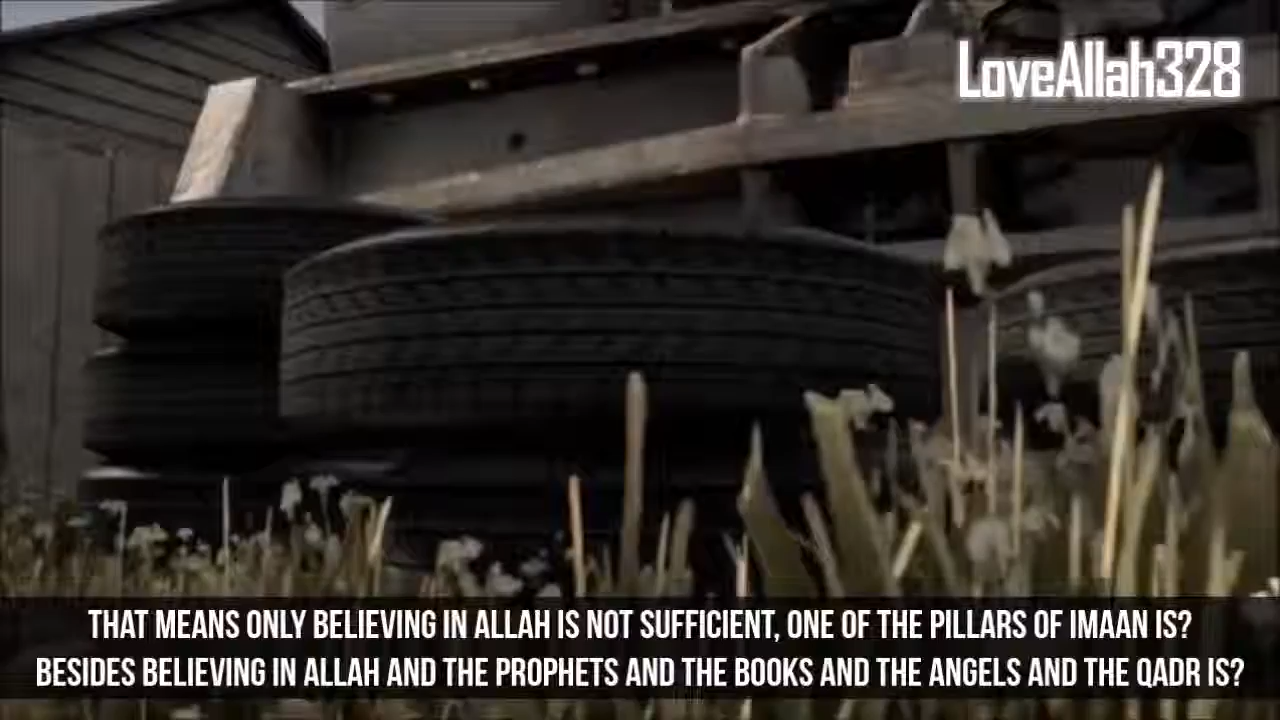 LoveAllah328
THAT MEANS ONLY BELIEVING IN ALLAH IS NOT SUFFICIENT, ONE OF THE PILLARS OF IMAAN IS?
BESIDES BELIEVING IN ALLAH AND THE PROPHETS AND THE BOOKS AND THE ANGELS AND THE QADR IS?